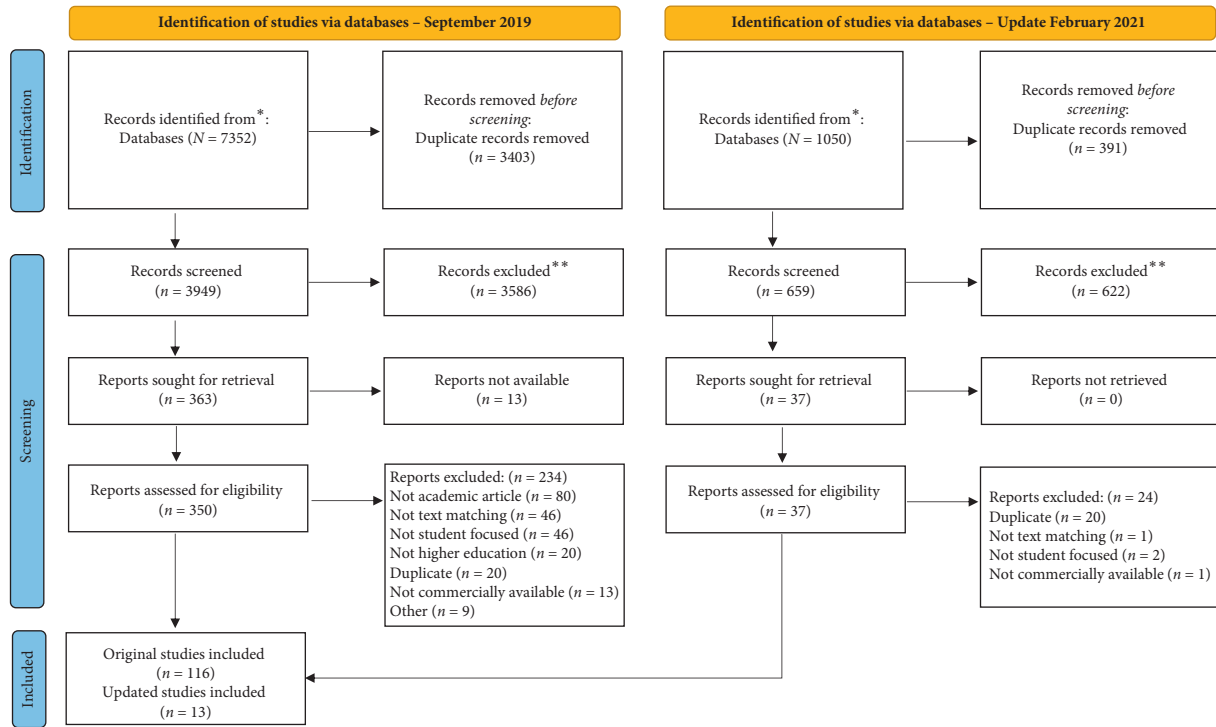 Identification of studies via databases – September 2019
Identification of studies via databases – Update February 2021
Identification
Records identified from*:
Databases (N = 7352)
Records removed before
screening:
Duplicate records removed
(n = 3403)
Records identified from*:
Databases (N = 1050)
Records removed before
screening:
Duplicate records removed
(n = 391)
Screening
Records screened
(n = 3949)
Records excluded**
(n = 3586)
Records screened
(n = 659)
Records excluded**
(n = 622)
Reports sought for retrieval
(n = 363)
Reports not available
(n = 13)
Reports sought for retrieval
(n = 37)
Reports not retrieved
(n = 0)
Reports assessed for eligibility
(n = 350)
Reports excluded: (n = 234)
Not academic article (n = 80)
Not text matching (n = 46)
Not student focused (n = 46)
Not higher education (n = 20)
Duplicate (n = 20)
Not commercially available (n = 13)
Other (n = 9)
Reports assessed for eligibility
(n = 37)
Reports excluded: (n = 24)
Duplicate (n = 20)
Not text matching (n = 1)
Not student focused (n = 2)
Not commercially available (n = 1)
Included
Original studies included
(n = 116)
Updated studies included
(n = 13)